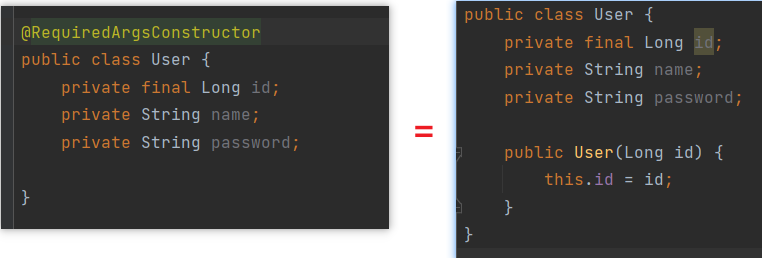 @RequiredArgsConstructor
public class User {
    private final Long id;
    private String name;
    private String password;
}
=
public class User {
    private final Long id;
    private String name;
    private String password;
    public User(Long id) {
        this.id = id;
    }
}